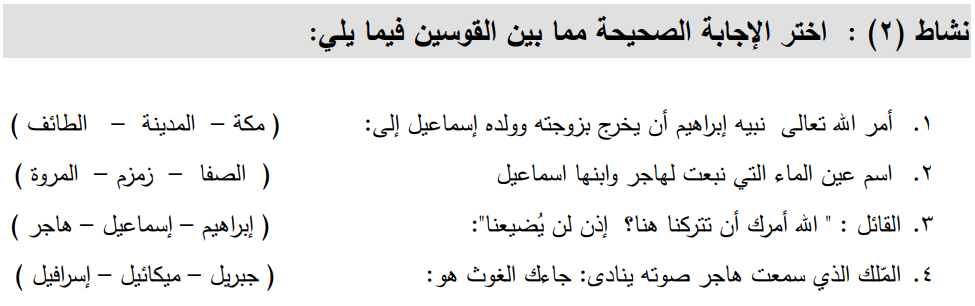 نشاط (٢) : اختر الإجابة الصحيحة مما بين القوسين فيما يلي:
١. أمر الله تعالى نبيه إبراهيم أن يخرج بزوجته وولده إسماعيل إلى: ( مكة – المدينة – الطائف )
٢. اسم عين الماء التي نبعت لهاجر وابنها اسماعيل ( الصفا – زمزم – المروة )
٣. القائل : " الله أمرك أن تتركنا هنا؟ إذن لن يُضيعنا": ( إبراهيم – إسماعيل – هاجر )
٤. المّلك الذي سمعت هاجر صوته ينادى: جاءك الغوث هو: ( جبريل – ميكائيل – إسرافيل )